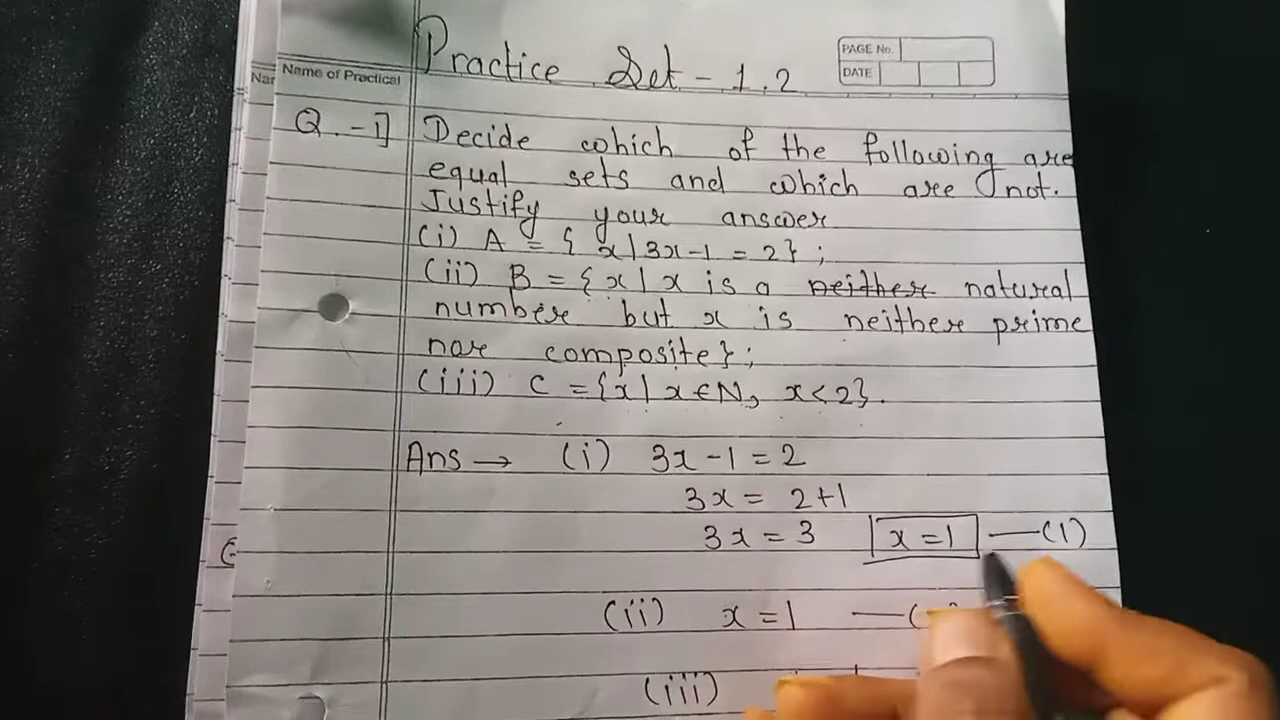 Practice Set - 1.2
PAGE No.
DATE
Nar
Name of Practical
Q.-1] Decide which of the following are
equal sets and which are not.
Justify your answer
(i) A = { x | 3x-1 = 2} ;
(ii) B = { x | x is a neither natural
number but x is neither prime
nor composite} ;
(iii) C = {x | x ∈ N, x < 2}.
Ans → (i) 3x - 1 = 2
3x = 2+1
3x = 3 x = 1 —(1)
(ii) x = 1 —(
(iii)